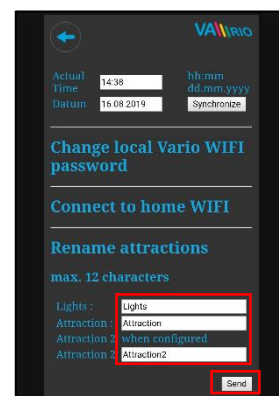 VA\\\RIO
Actual Time 14:38 hh:mm
Datum 16.08.2019 dd.mm.yyyy
Synchronize
Change local Vario WIFI
password
Connect to home WIFI
Rename attractions
max. 12 characters
Lights : Lights
Attraction : Attraction
Attraction 2 when configured
Attraction 2 Attraction2
Send